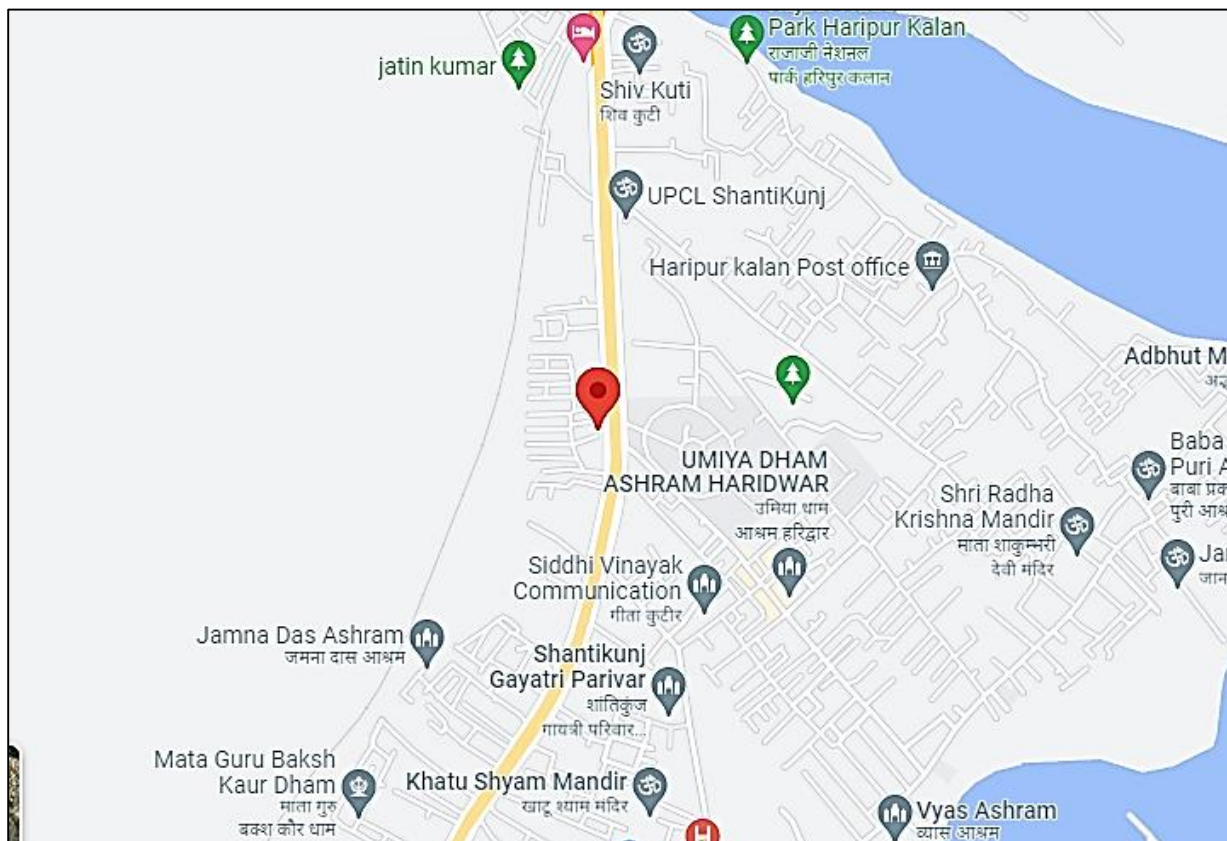 Park Haripur Kalan
राजाजी नेशनल
पार्क हरिपुर कलान
jatin kumar
Shiv Kuti
शिव कुटी
UPCL ShantiKunj
Haripur kalan Post office
Adbhut M
UMIYA DHAM
ASHRAM HARIDWAR
उमिया धाम
आश्रम हरिद्वार
Baba
Puri A
बाबा प्रक
पुरी आश्र
Shri Radha
Krishna Mandir
माता शाकुम्भरी
देवी मंदिर
Jan
जान
Siddhi Vinayak
Communication
गीता कुटीर
Jamna Das Ashram
जमना दास आश्रम
Shantikunj
Gayatri Parivar
शांतिकुंज
गायत्री परिवार...
Mata Guru Baksh
Kaur Dham
माता गुरु
बक्श कौर धाम
Khatu Shyam Mandir
खाटू श्याम मंदिर
H
Vyas Ashram
व्यास आश्रम